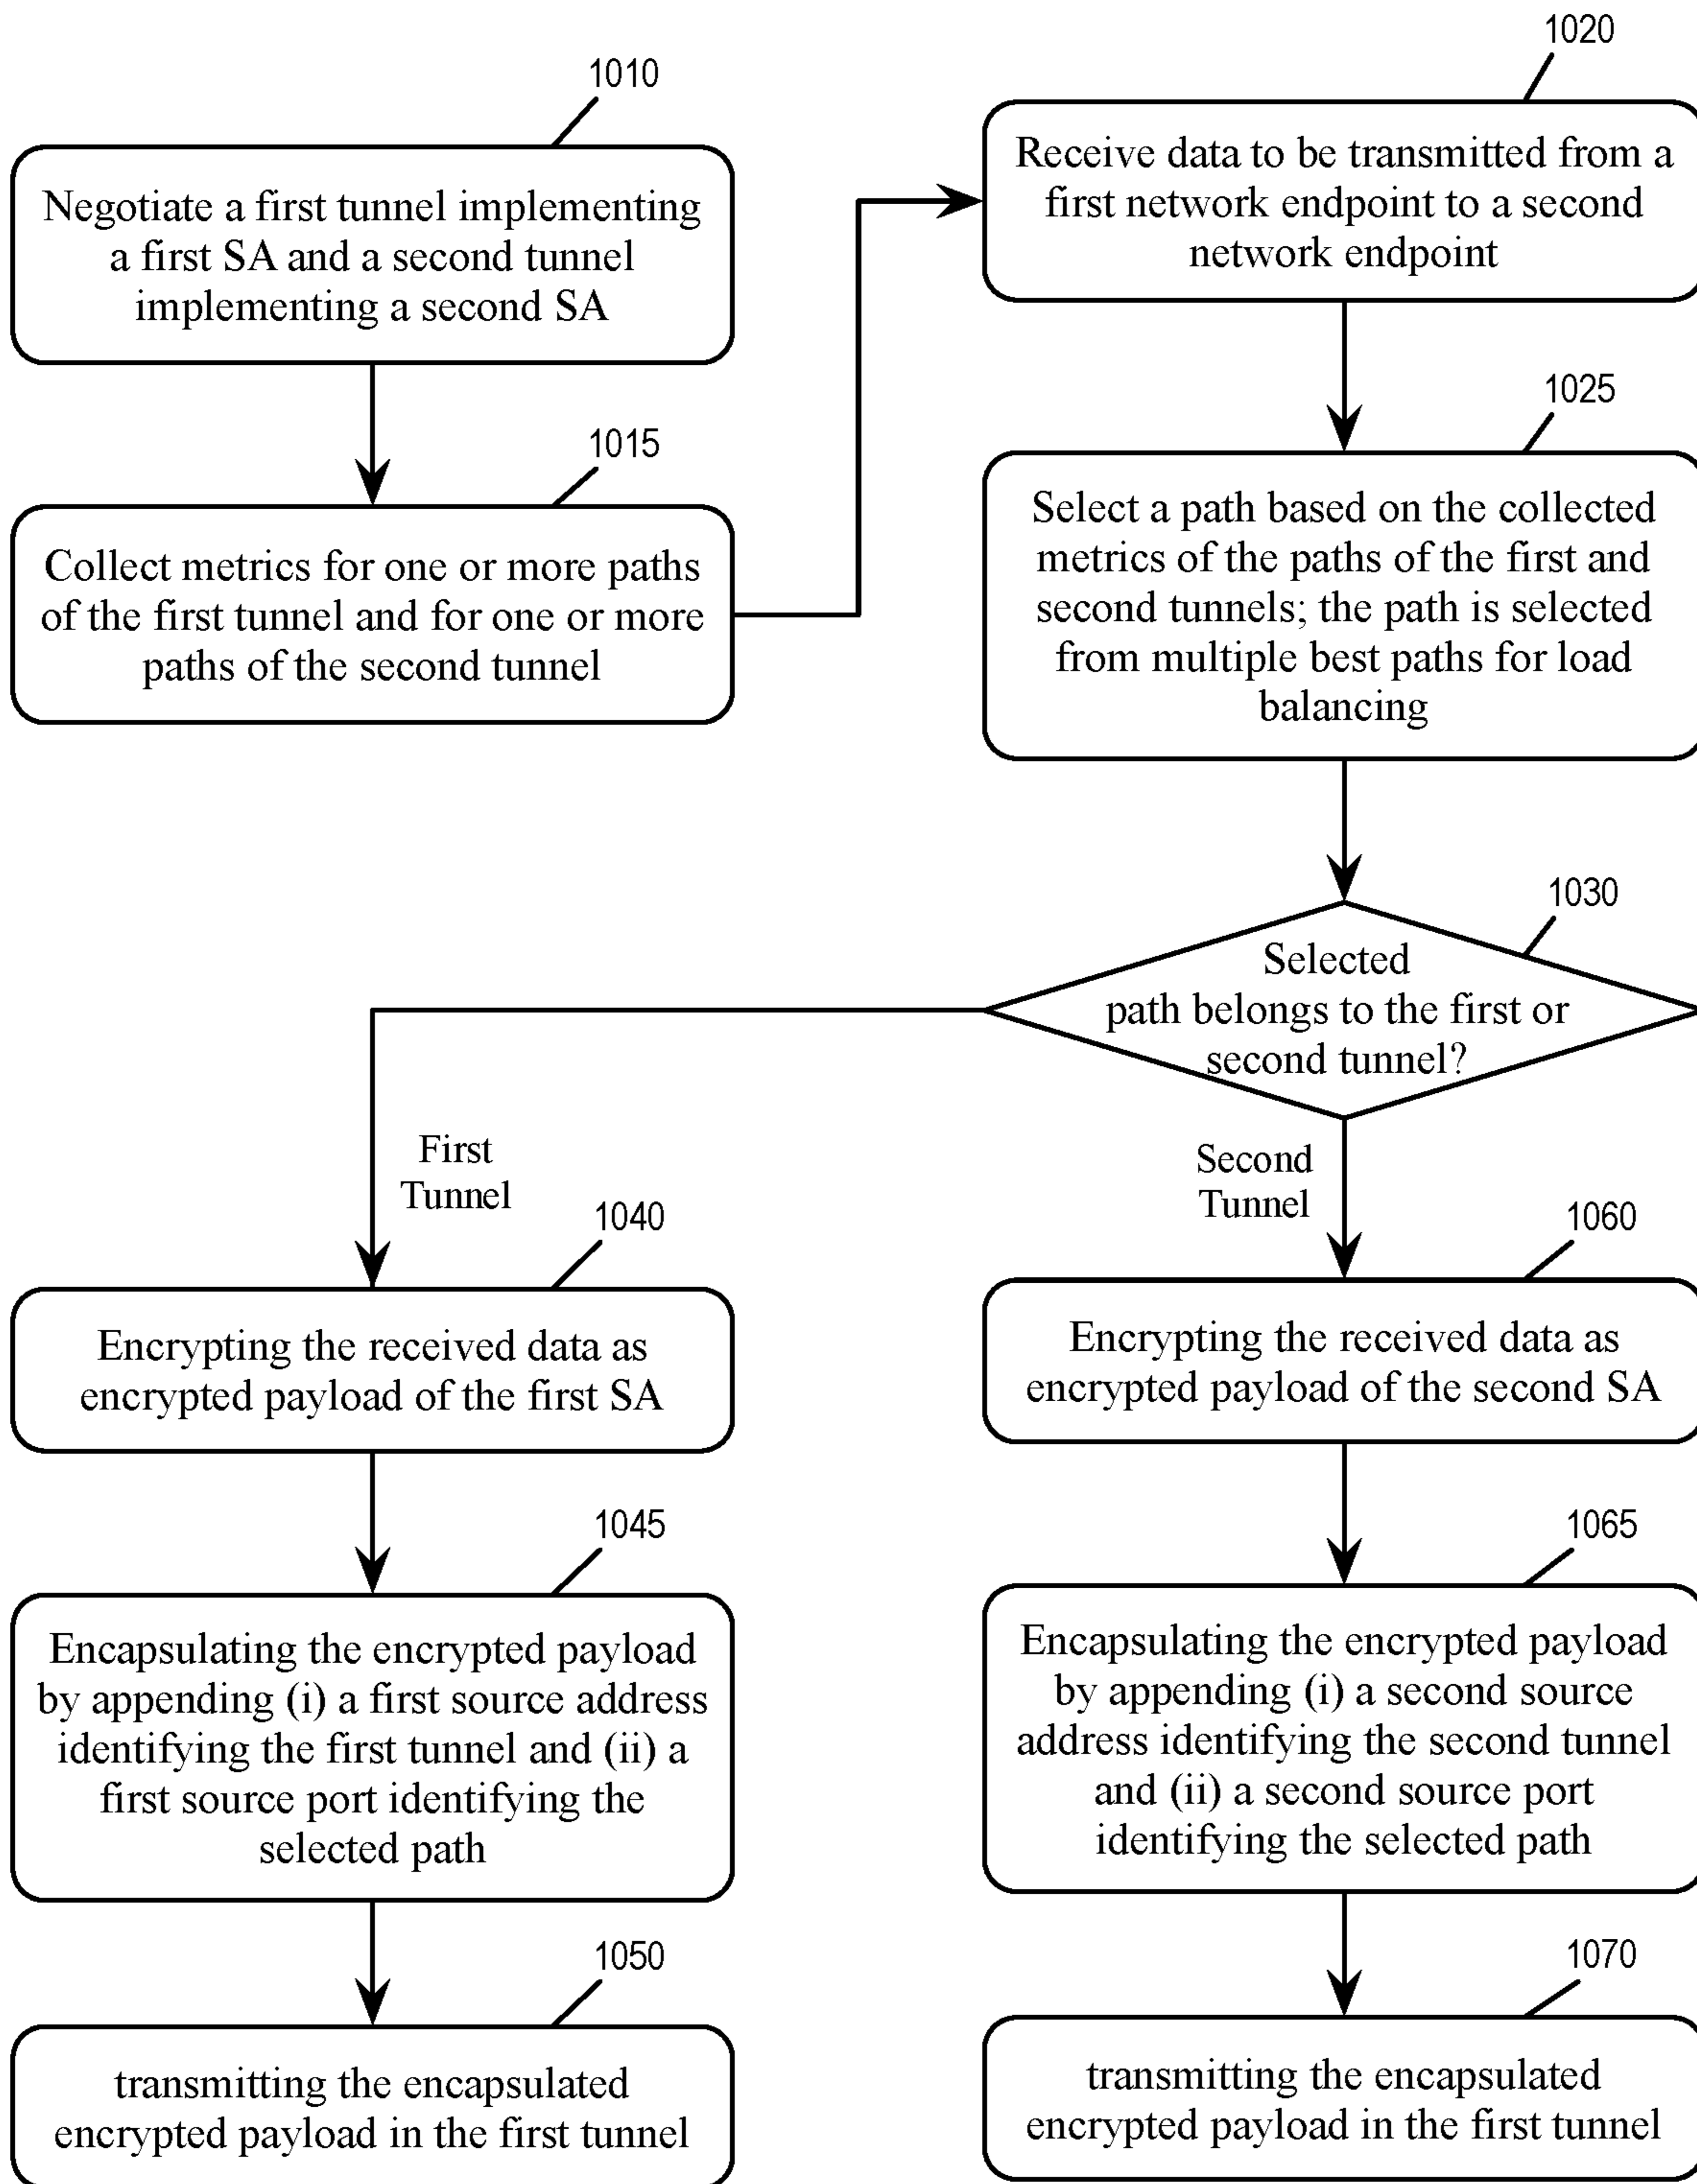 1010
Negotiate a first tunnel implementing
a first SA and a second tunnel
implementing a second SA
1015
Collect metrics for one or more paths
of the first tunnel and for one or more
paths of the second tunnel
1020
Receive data to be transmitted from a
first network endpoint to a second
network endpoint
1025
Select a path based on the collected
metrics of the paths of the first and
second tunnels; the path is selected
from multiple best paths for load
balancing
1030
Selected
path belongs to the first or
second tunnel?
First
Tunnel
1040
Encrypting the received data as
encrypted payload of the first SA
1045
Encapsulating the encrypted payload
by appending (i) a first source address
identifying the first tunnel and (ii) a
first source port identifying the
selected path
1050
transmitting the encapsulated
encrypted payload in the first tunnel
Second
Tunnel
1060
Encrypting the received data as
encrypted payload of the second SA
1065
Encapsulating the encrypted payload
by appending (i) a second source
address identifying the second tunnel
and (ii) a second source port
identifying the selected path
1070
transmitting the encapsulated
encrypted payload in the first tunnel